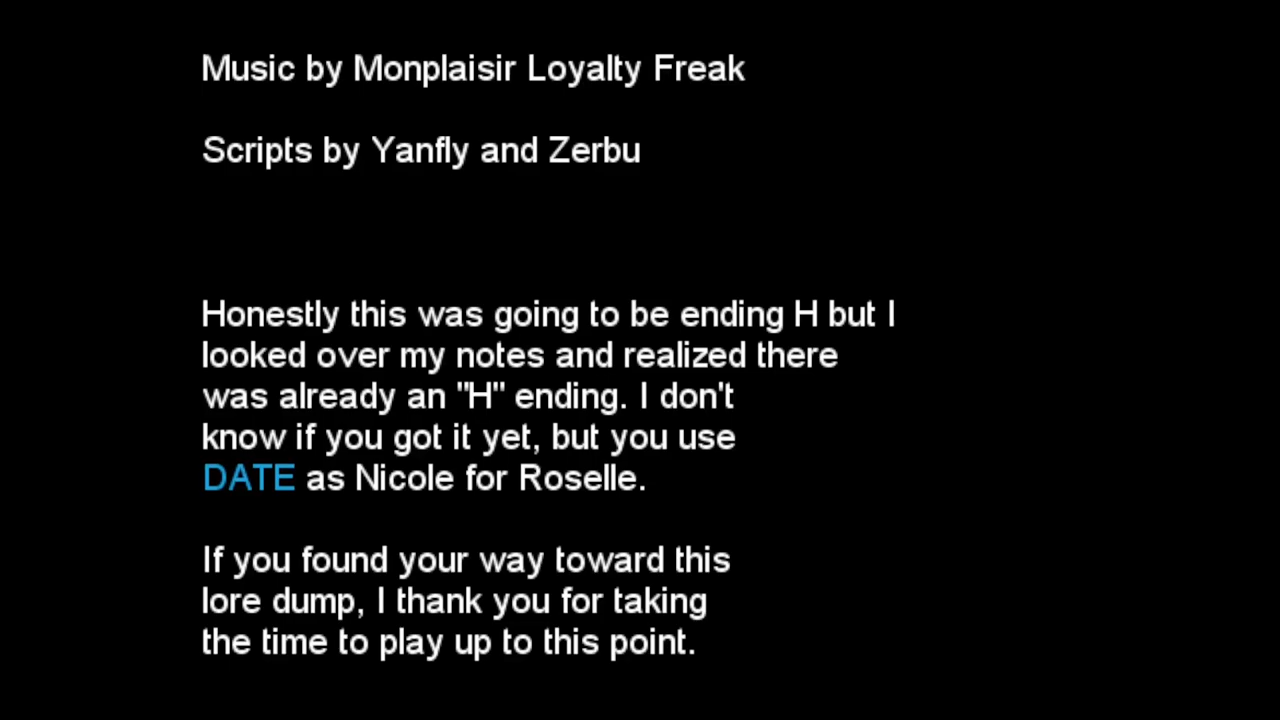 Music by Monplaisir Loyalty Freak
Scripts by Yanfly and Zerbu
Honestly this was going to be ending H but I
looked over my notes and realized there
was already an "H" ending. I don't
know if you got it yet, but you use
DATE as Nicole for Roselle.
If you found your way toward this
lore dump, I thank you for taking
the time to play up to this point.